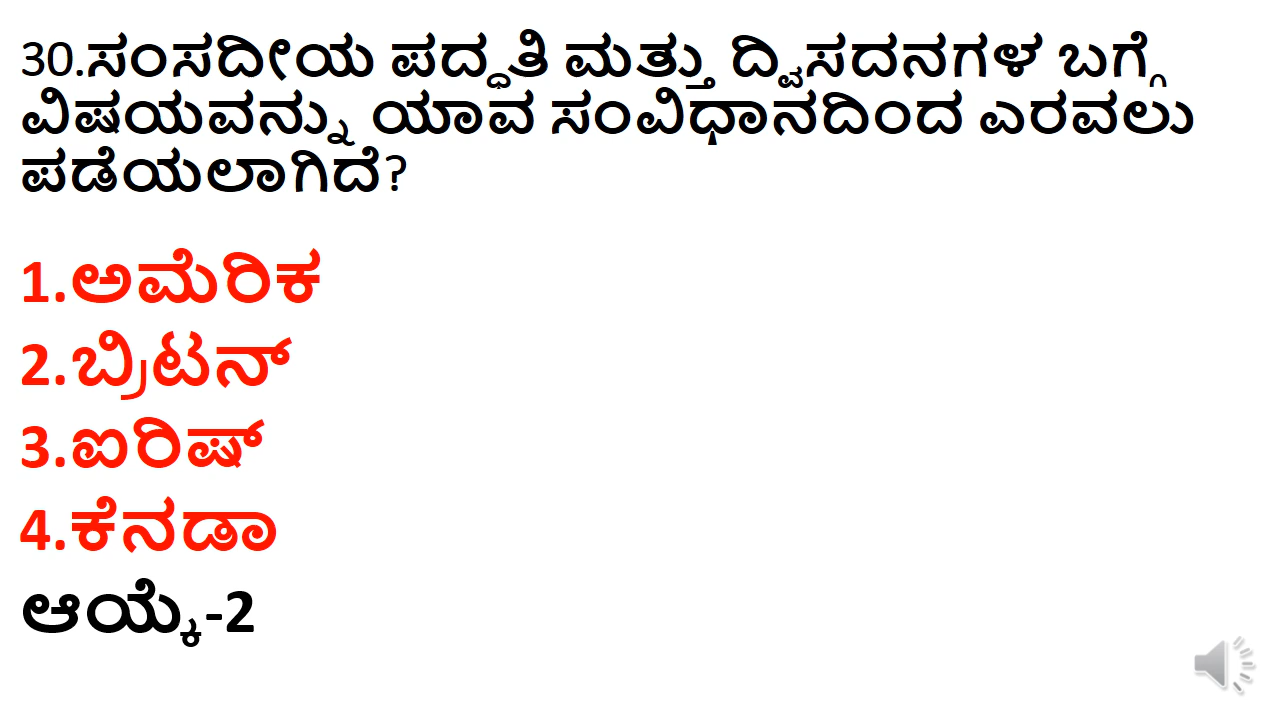 30.ಸಂಸದೀಯ ಪದ್ಧತಿ ಮತ್ತು ದ್ವಿಸದನಗಳ ಬಗ್ಗೆ
ವಿಷಯವನ್ನು ಯಾವ ಸಂವಿಧಾನದಿಂದ ಎರವಲು
ಪಡೆಯಲಾಗಿದೆ?
1.ಅಮೆರಿಕ
2.ಬ್ರಿಟನ್
3.ಐರಿಷ್
4.ಕೆನಡಾ
ಆಯ್ಕೆ-2